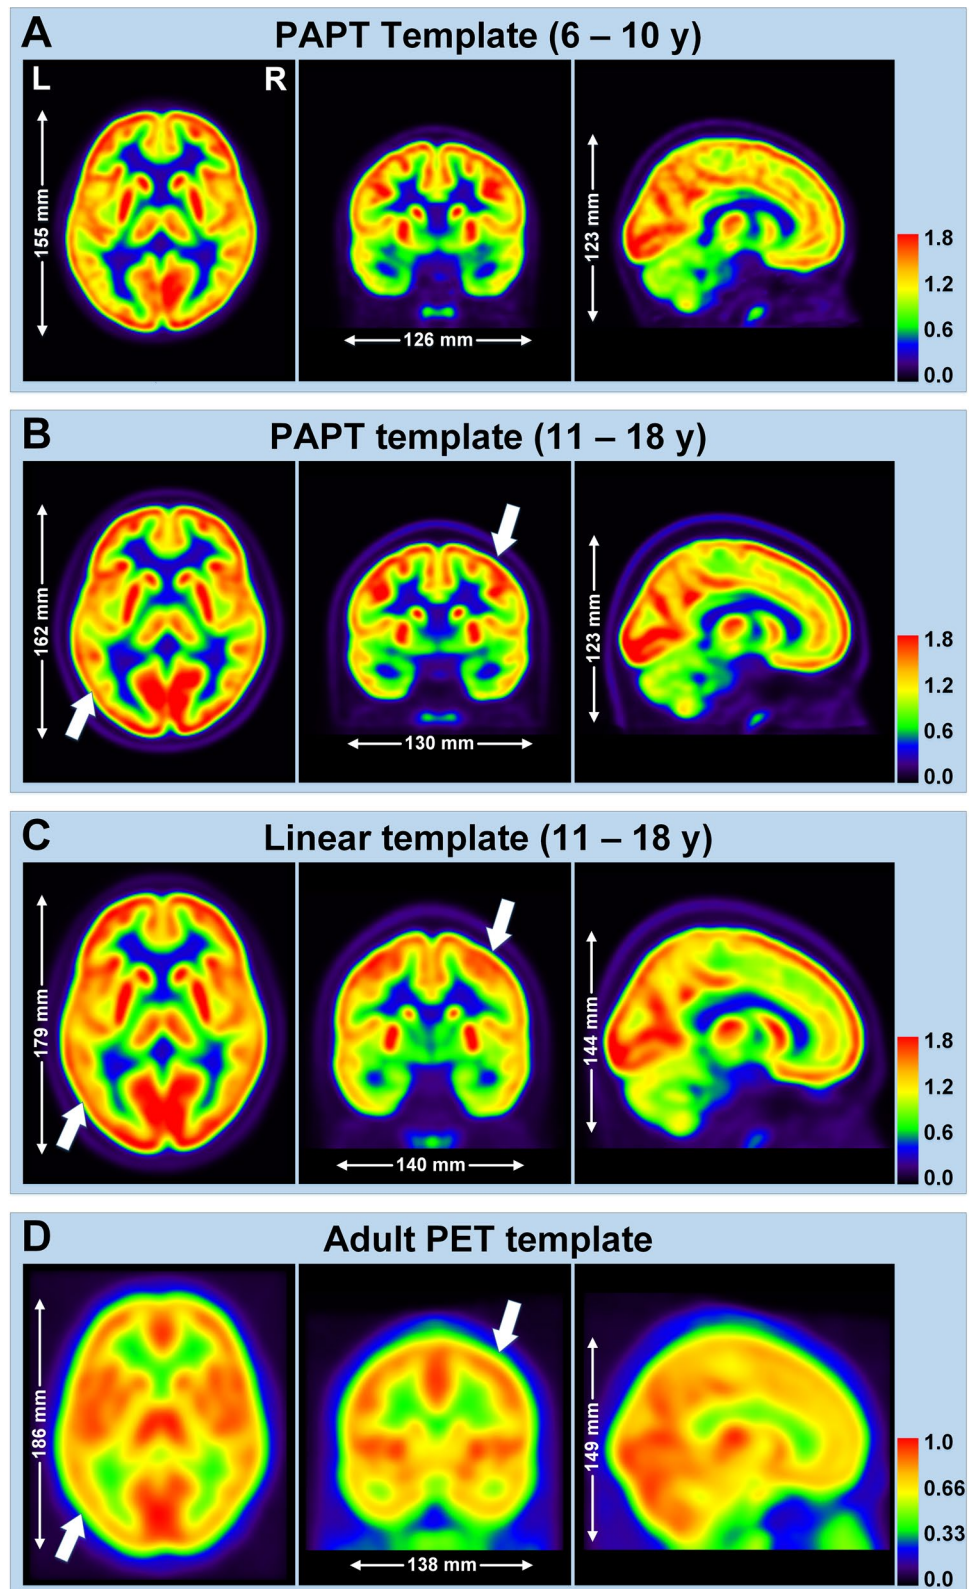 A PAPT Template (6 – 10 y)
L R
155 mm
126 mm
123 mm
1.8
1.2
0.6
0.0
B PAPT template (11 – 18 y)
162 mm
130 mm
123 mm
1.8
1.2
0.6
0.0
C Linear template (11 – 18 y)
179 mm
140 mm
144 mm
1.8
1.2
0.6
0.0
D Adult PET template
186 mm
138 mm
149 mm
1.0
0.66
0.33
0.0